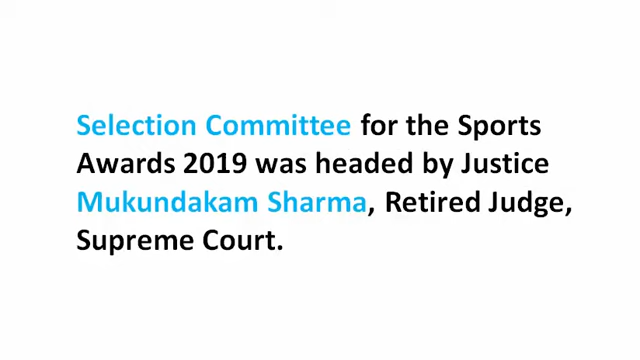 Selection Committee for the Sports
Awards 2019 was headed by Justice
Mukundakam Sharma, Retired Judge,
Supreme Court.